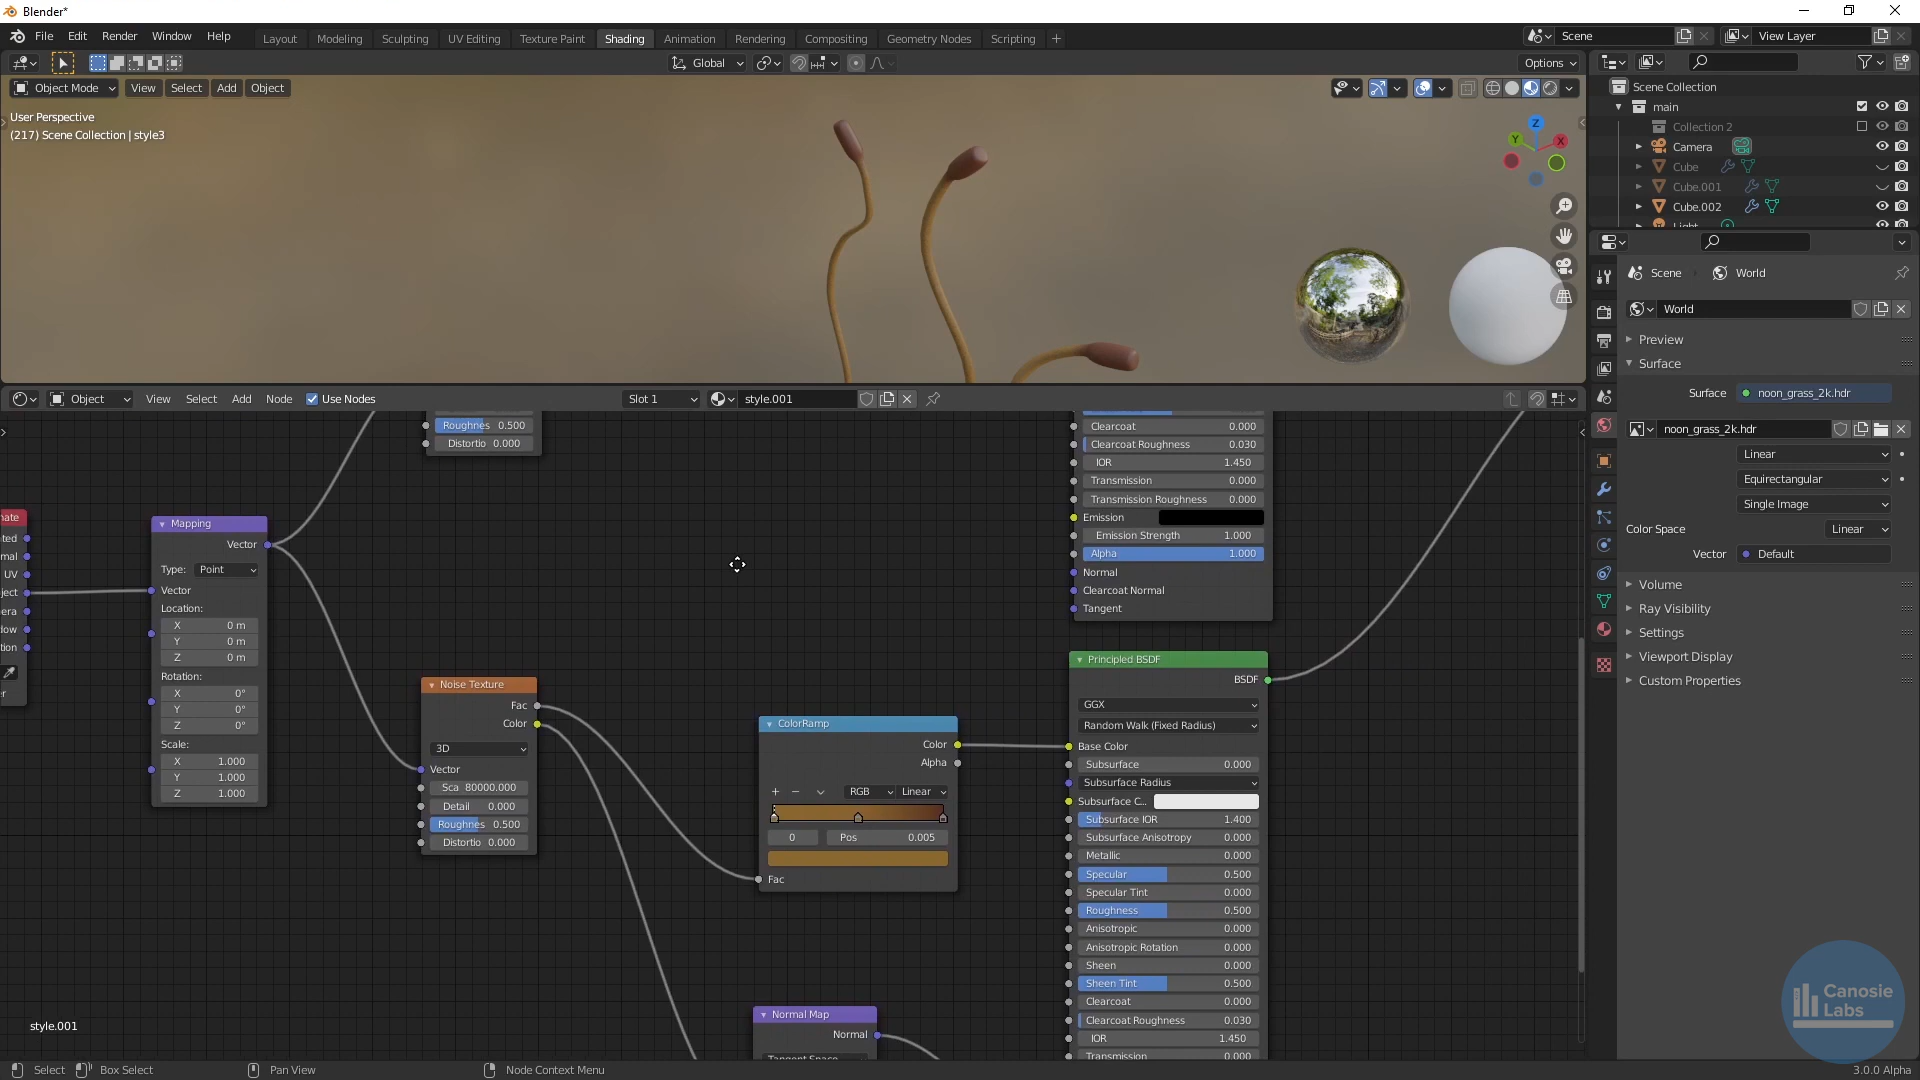 Blender*
File Edit Render Window Help
Layout Modeling Sculpting UV Editing Texture Paint Shading Animation Rendering Compositing Geometry Nodes Scripting
Scene
View Layer
Global
Options
Object Mode View Select Add Object
User Perspective
(217) Scene Collection | style3
Z
Y
X
Scene Collection
main
Collection 2
Camera
Cube
Cube.001
Cube.002
Light
Scene World
World
Preview
Surface
Surface noon_grass_2k.hdr
noon_grass_2k.hdr
Linear
Equirectangular
Single Image
Color Space Linear
Vector Default
Volume
Ray Visibility
Settings
Viewport Display
Custom Properties
Object View Select Add Node Use Nodes Slot 1 style.001
Roughnes 0.500
Distortio 0.000
nate
ted
mal
UV
ject
era
dow
tion
er
Mapping
Vector
Type: Point
Vector
Location:
X 0 m
Y 0 m
Z 0 m
Rotation:
X 0°
Y 0°
Z 0°
Scale:
X 1.000
Y 1.000
Z 1.000
Noise Texture
Fac
Color
3D
Vector
Sca 80000.000
Detail 0.000
Roughnes 0.500
Distortio 0.000
ColorRamp
Color
Alpha
RGB Linear
0 Pos 0.005
Fac
Normal Map
Normal
Tangent Space
Clearcoat 0.000
Clearcoat Roughness 0.030
IOR 1.450
Transmission 0.000
Transmission Roughness 0.000
Emission
Emission Strength 1.000
Alpha 1.000
Normal
Clearcoat Normal
Tangent
Principled BSDF
BSDF
GGX
Random Walk (Fixed Radius)
Base Color
Subsurface 0.000
Subsurface Radius
Subsurface C...
Subsurface IOR 1.400
Subsurface Anisotropy 0.000
Metallic 0.000
Specular 0.500
Specular Tint 0.000
Roughness 0.500
Anisotropic 0.000
Anisotropic Rotation 0.000
Sheen 0.000
Sheen Tint 0.500
Clearcoat 0.000
Clearcoat Roughness 0.030
IOR 1.450
Transmission 0.000
style.001
Canosie
Labs
Select Box Select Pan View Node Context Menu 3.0.0 Alpha